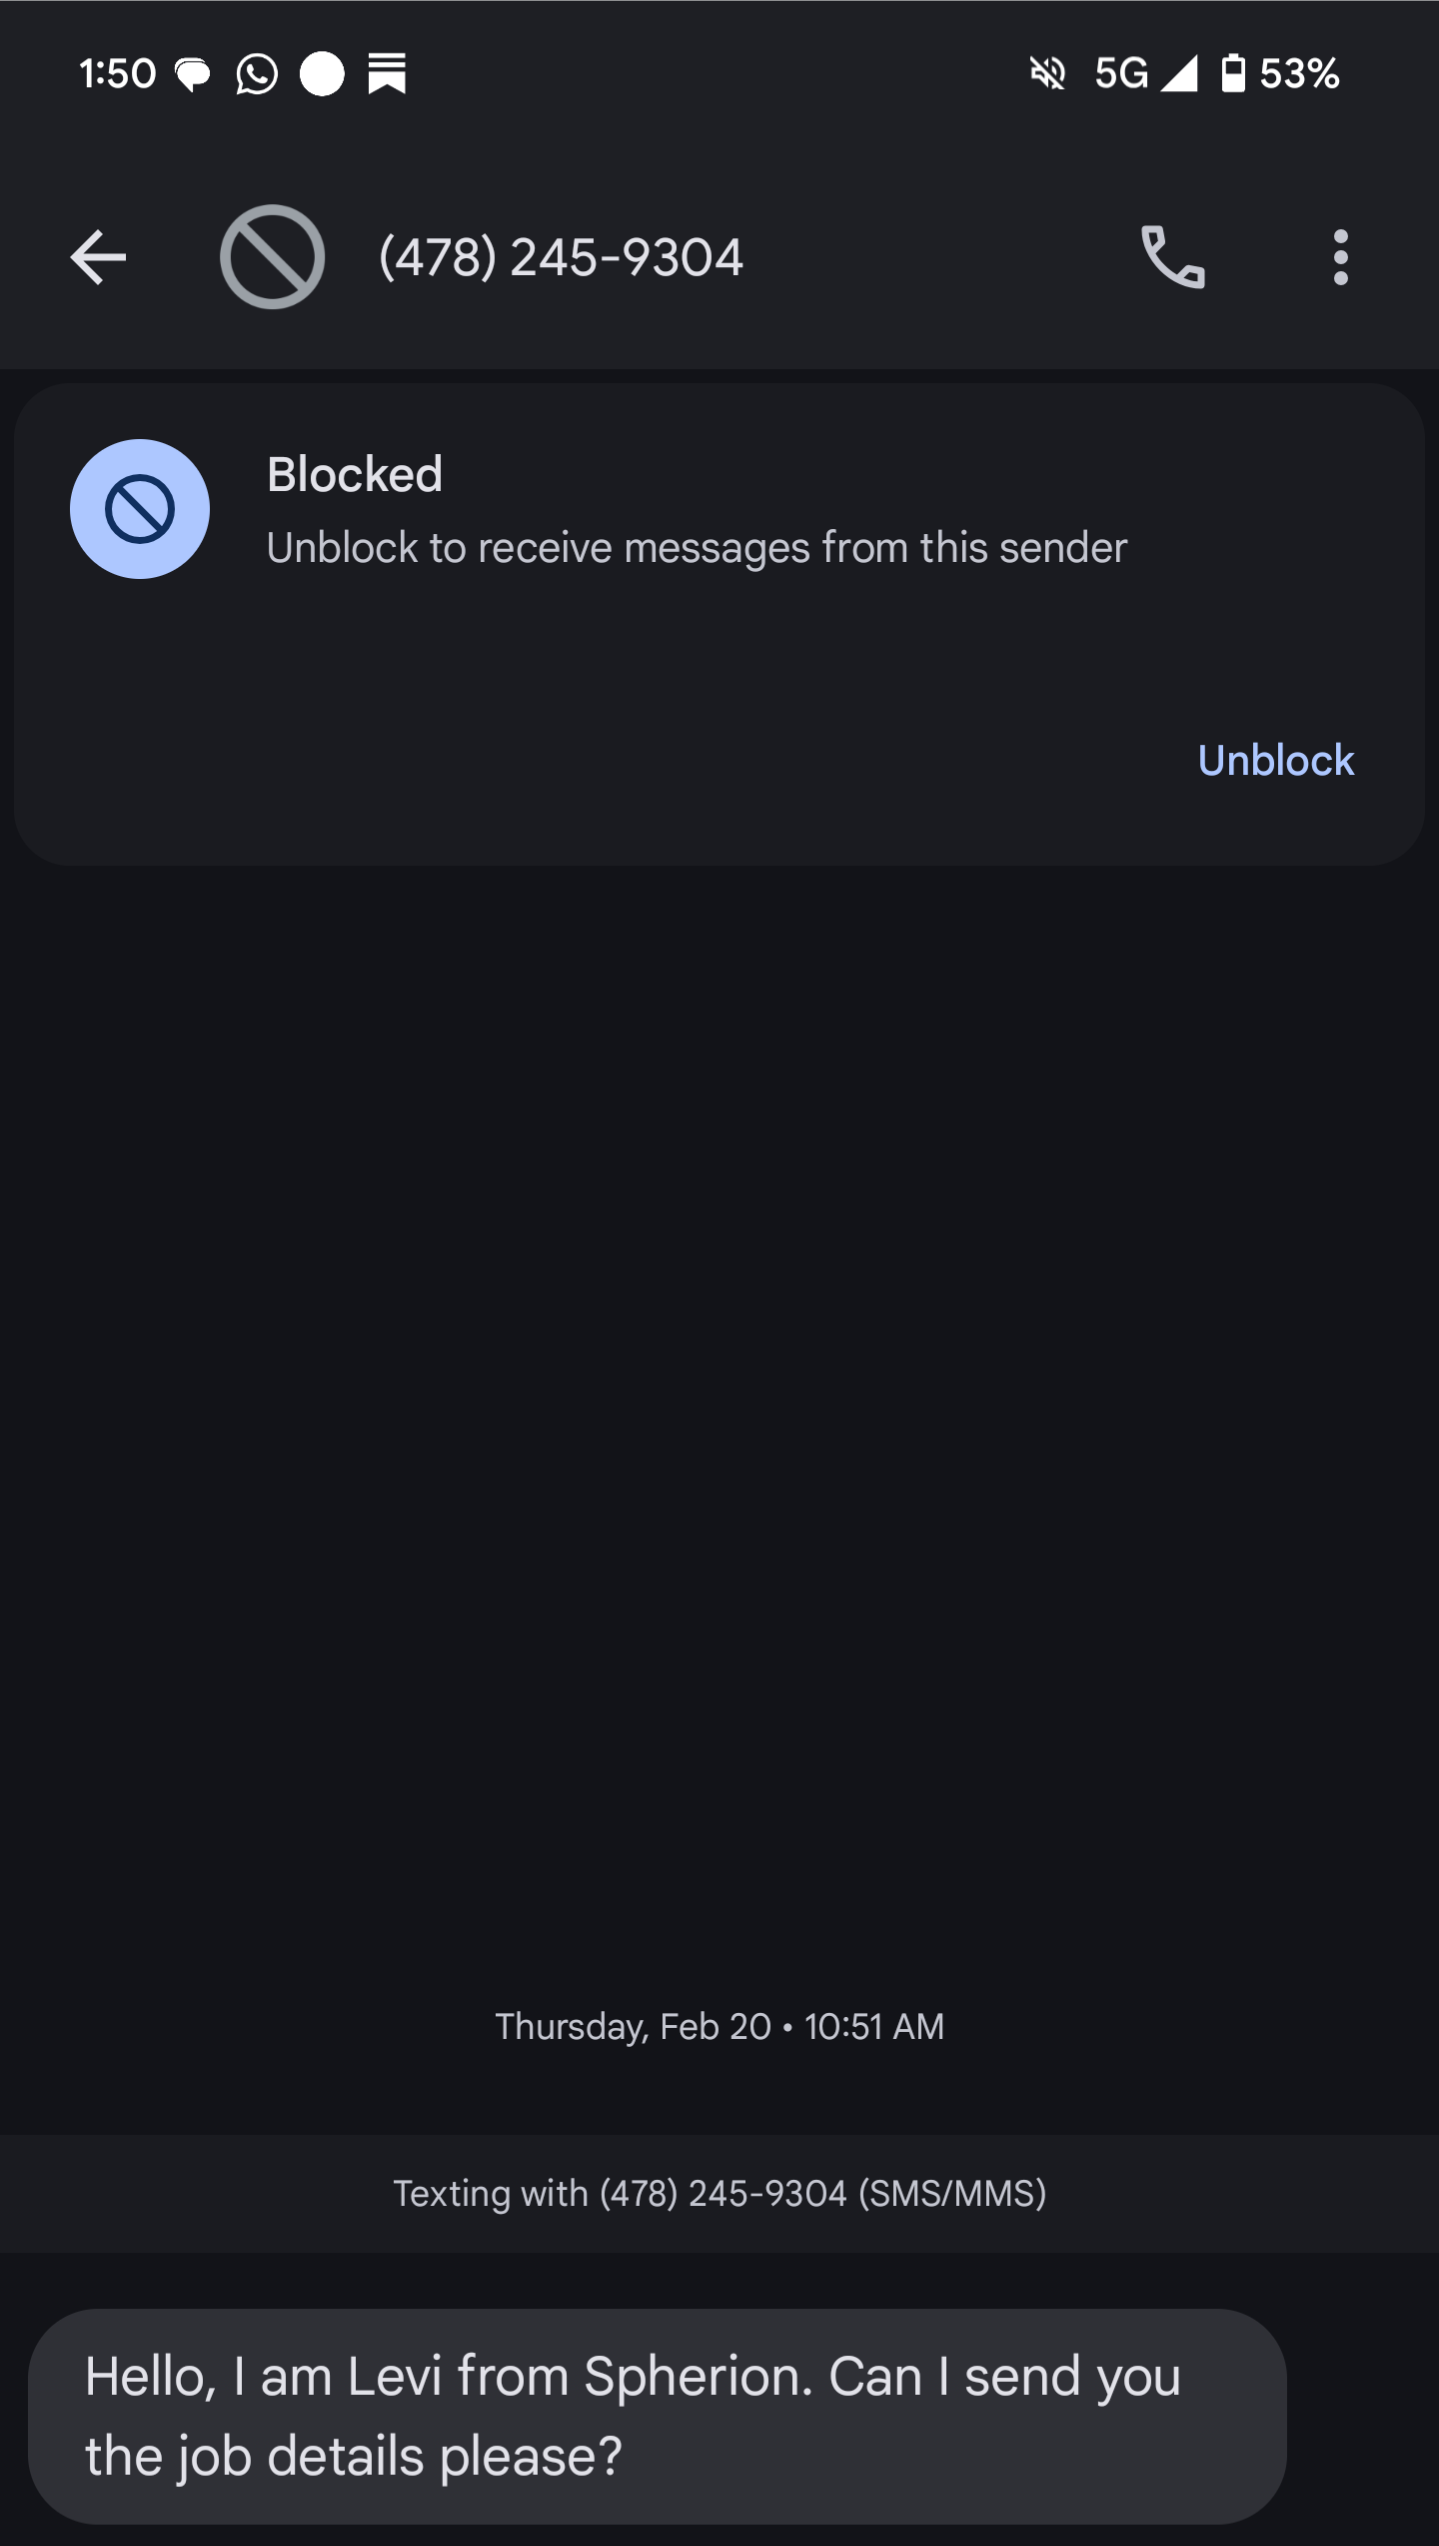 1:50 5G 53%
(478) 245-9304
Blocked
Unblock to receive messages from this sender
Unblock
Thursday, Feb 20 • 10:51 AM
Texting with (478) 245-9304 (SMS/MMS)
Hello, I am Levi from Spherion. Can I send you
the job details please?